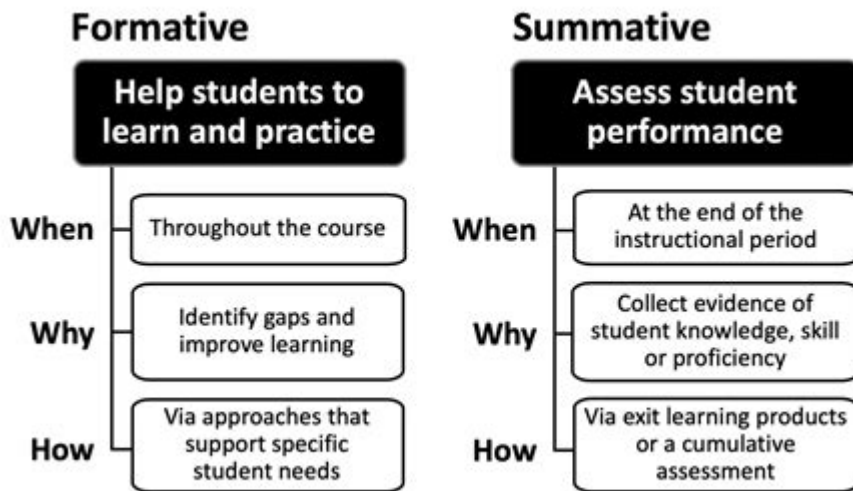 Formative
Help students to
learn and practice
When
Throughout the course
Why
Identify gaps and
improve learning
How
Via approaches that
support specific
student needs
Summative
Assess student
performance
When
At the end of the
instructional period
Why
Collect evidence of
student knowledge, skill
or proficiency
How
Via exit learning products
or a cumulative
assessment